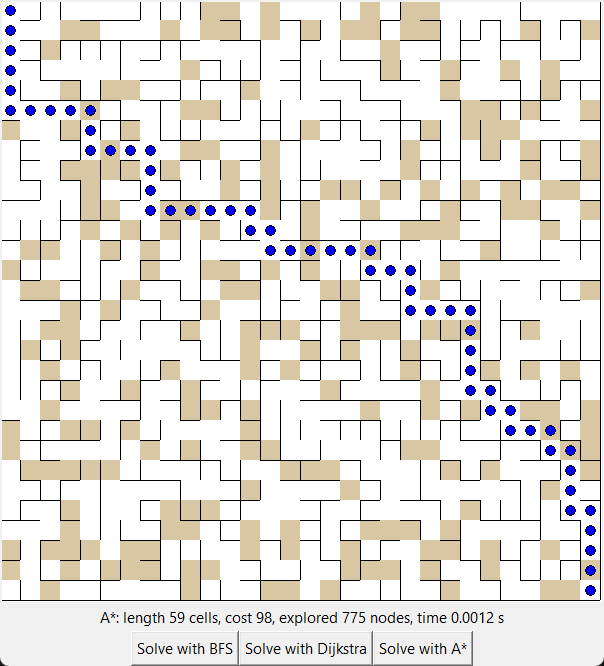 A*: length 59 cells, cost 98, explored 775 nodes, time 0.0012 s
Solve with BFS Solve with Dijkstra Solve with A*